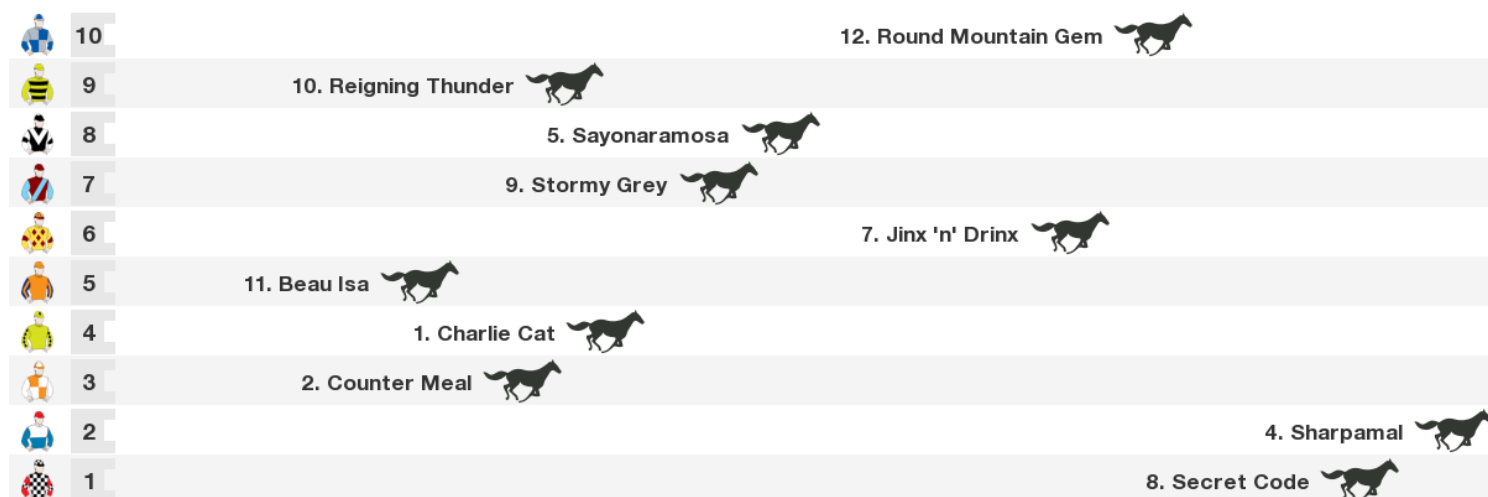 10 12. Round Mountain Gem
9 10. Reigning Thunder
8 5. Sayonaramosa
7 9. Stormy Grey
6 7. Jinx 'n' Drinx
5 11. Beau Isa
4 1. Charlie Cat
3 2. Counter Meal
2 4. Sharpamal
1 8. Secret Code